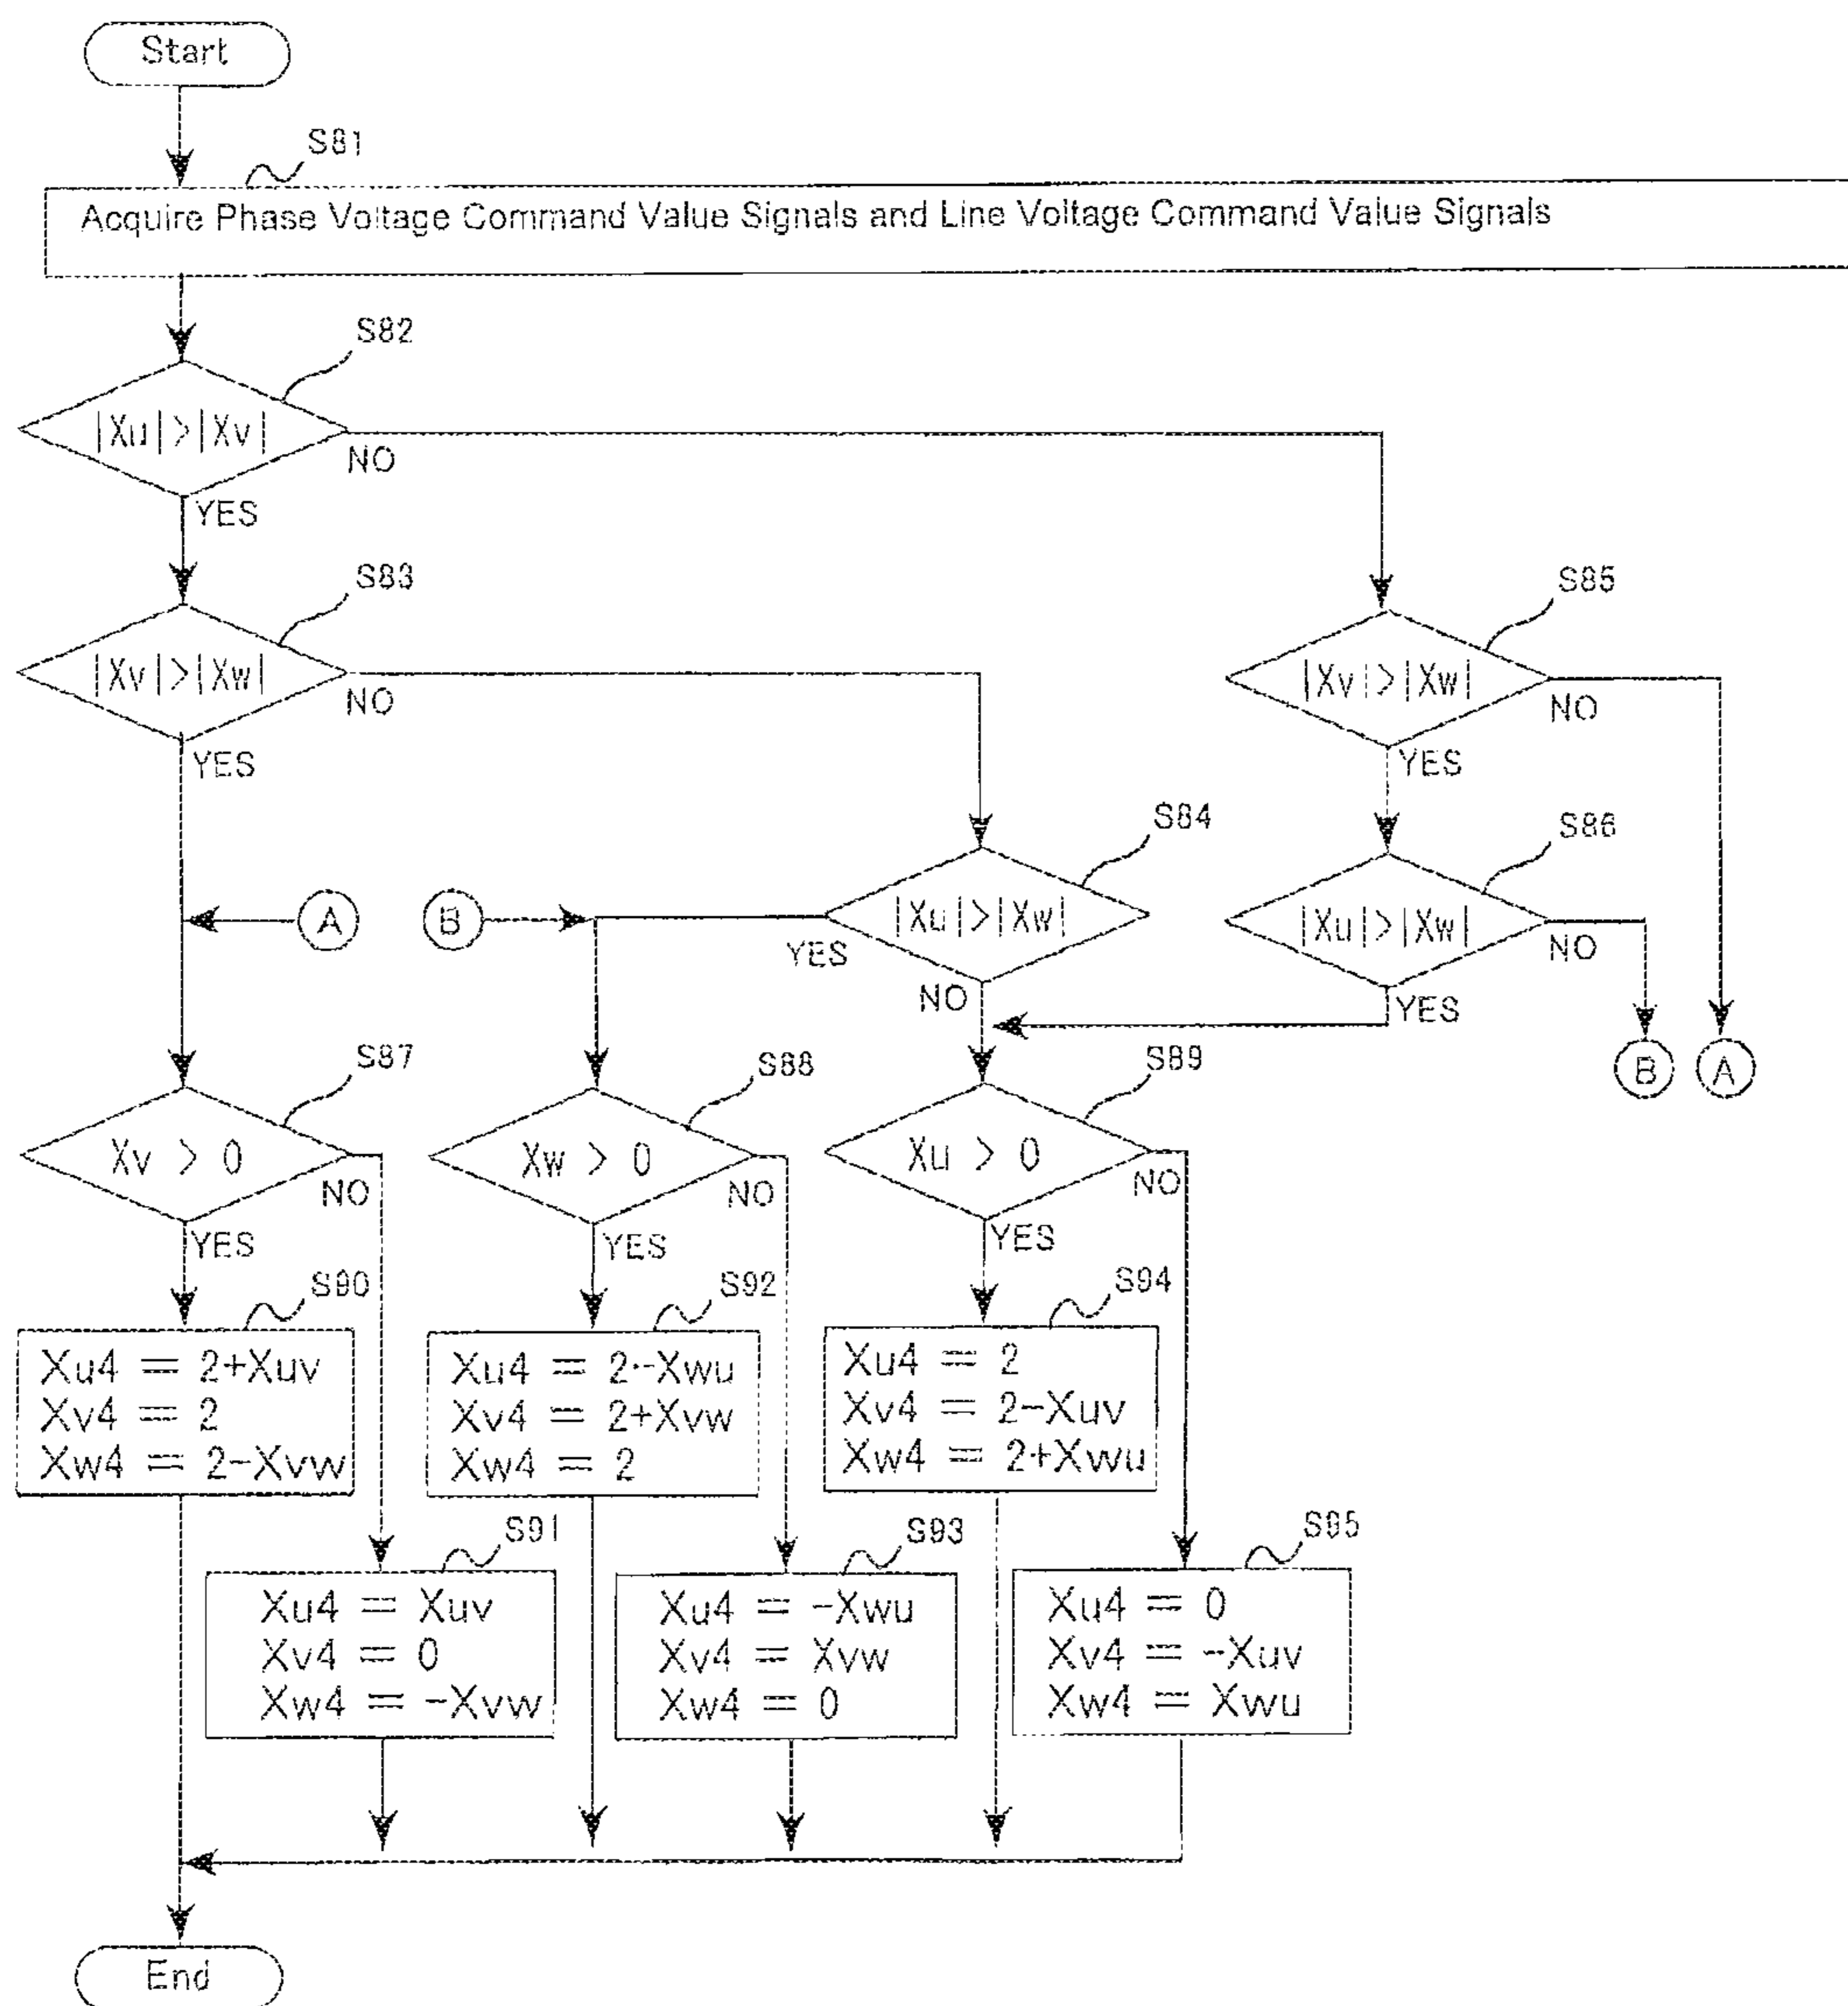 Start
S81
Acquire Phase Voltage Command Value Signals and Line Voltage Command Value Signals
S82
|Xu|>|Xv|
NO
YES
S83
|Xv|>|Xw|
NO
YES
S85
|Xv|>|Xw|
NO
YES
S84
|Xu|>|Xw|
YES
NO
S86
|Xu|>|Xw|
NO
YES
A
B
B
A
S87
Xv > 0
NO
YES
S88
Xw > 0
NO
YES
S89
Xu > 0
NO
YES
S90
Xu4 = 2+Xuv
Xv4 = 2
Xw4 = 2-Xvw
S92
Xu4 = 2-Xwu
Xv4 = 2+Xvw
Xw4 = 2
S94
Xu4 = 2
Xv4 = 2-Xuv
Xw4 = 2+Xwu
S91
Xu4 = Xuv
Xv4 = 0
Xw4 = -Xvw
S93
Xu4 = -Xwu
Xv4 = Xvw
Xw4 = 0
S95
Xu4 = 0
Xv4 = -Xuv
Xw4 = Xwu
End